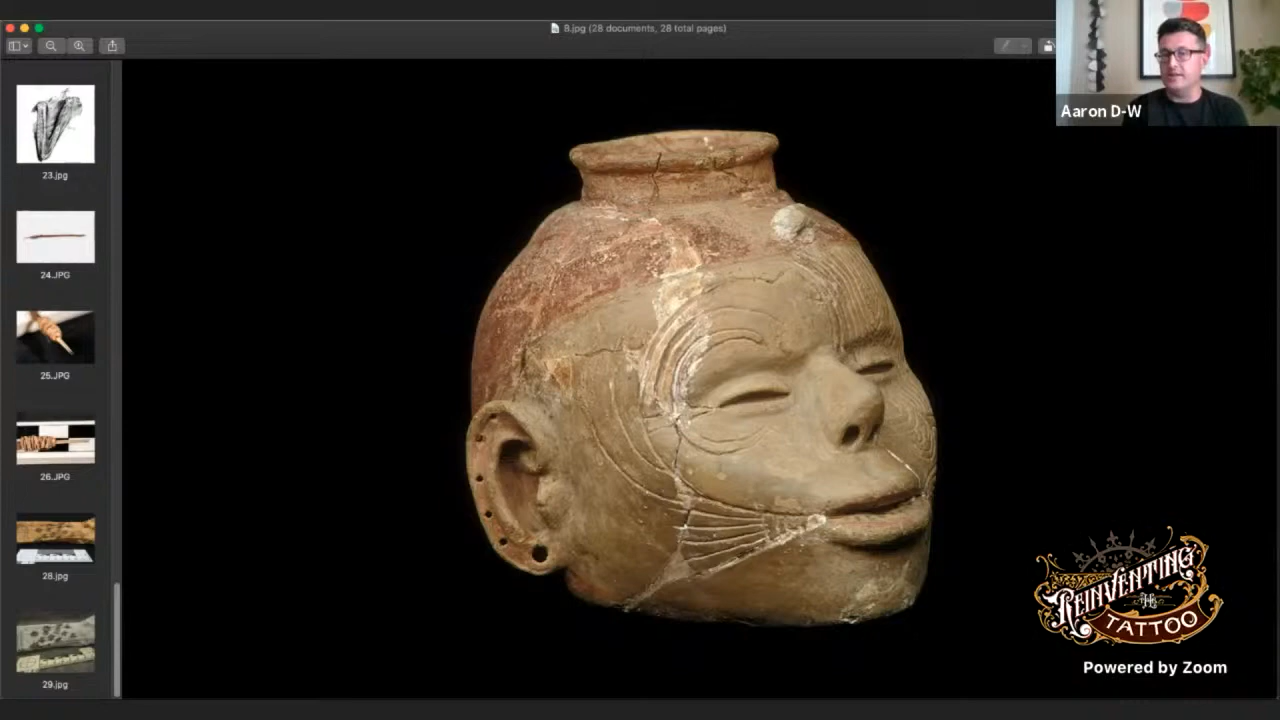 8.jpg (28 documents, 28 total pages)
Aaron D-W
23.jpg
24.JPG
25.JPG
26.JPG
28.jpg
29.jpg
REINVENTING
THE
TATTOO
Powered by Zoom